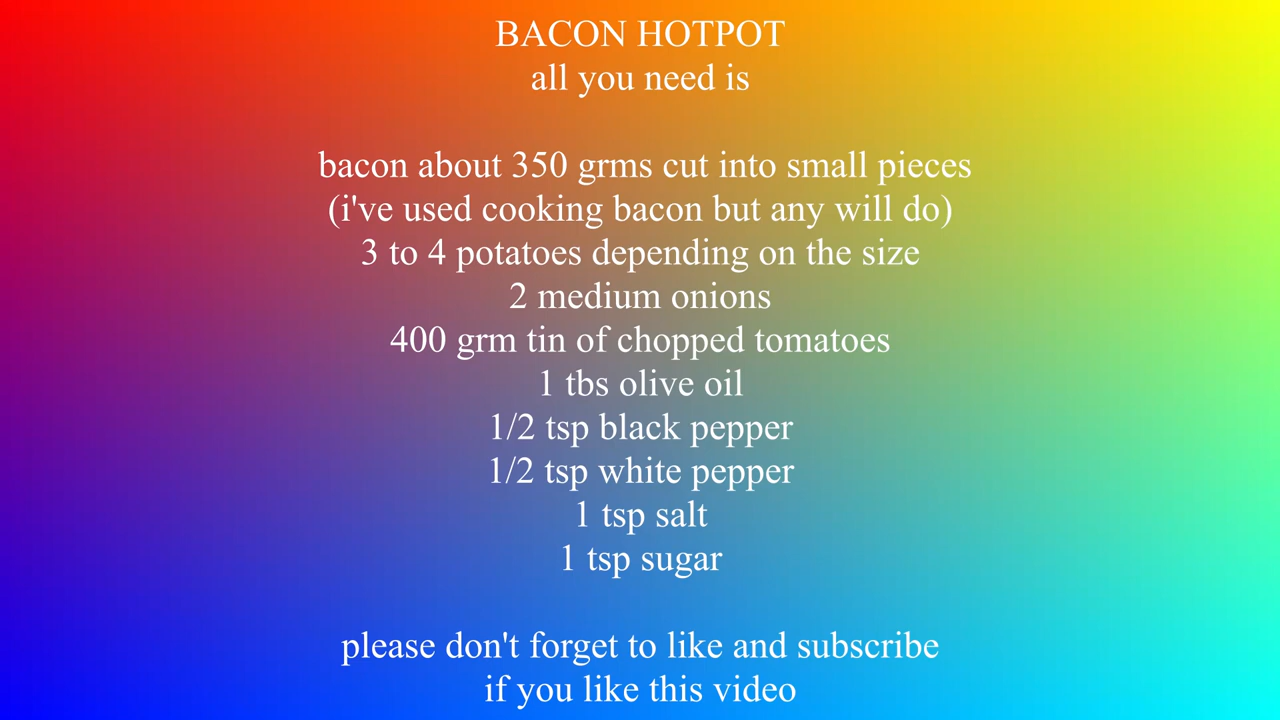 BACON HOTPOT
all you need is
bacon about 350 grms cut into small pieces
(i've used cooking bacon but any will do)
3 to 4 potatoes depending on the size
2 medium onions
400 grm tin of chopped tomatoes
1 tbs olive oil
1/2 tsp black pepper
1/2 tsp white pepper
1 tsp salt
1 tsp sugar
please don't forget to like and subscribe
if you like this video